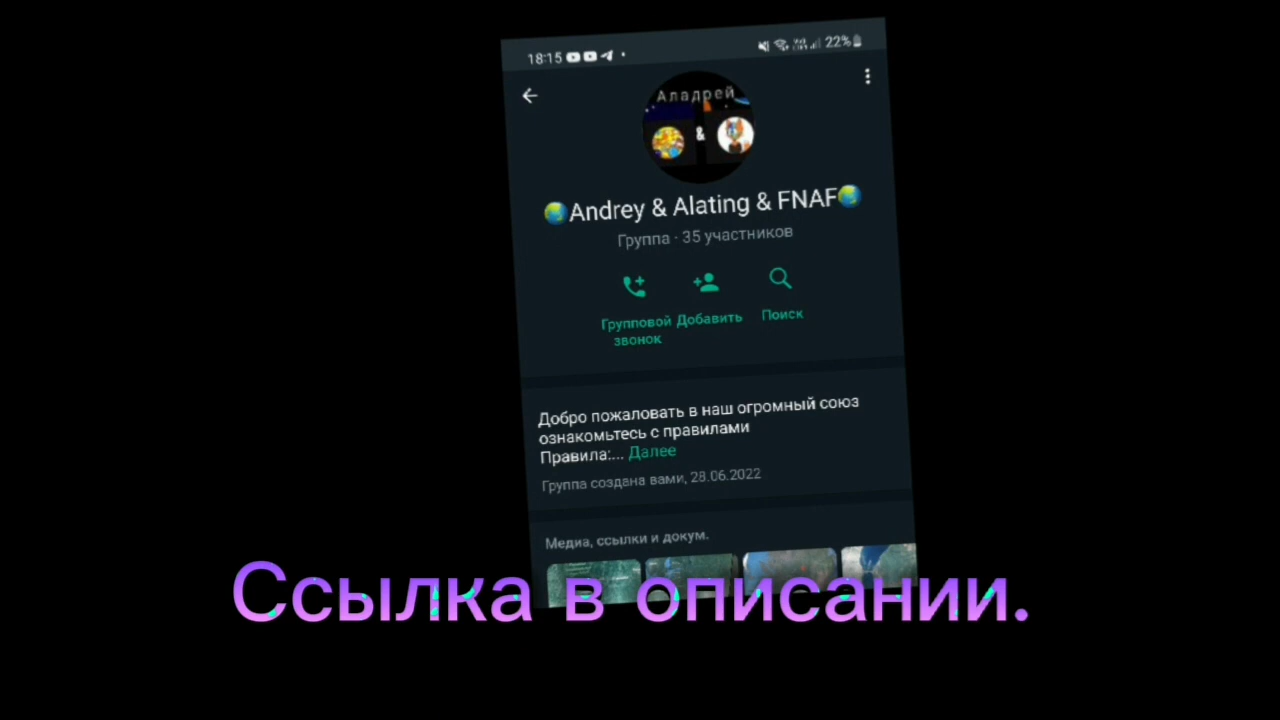 18:15
22%
Аладрей
&
🌏Andrey & Alating & FNAF🌏
Группа · 35 участников
Групповой звонок
Добавить
Поиск
Добро пожаловать в наш огромный союз
ознакомьтесь с правилами
Правила:... Далее
Группа создана вами, 28.06.2022
Медиа, ссылки и докум.
Ссылка в описании.